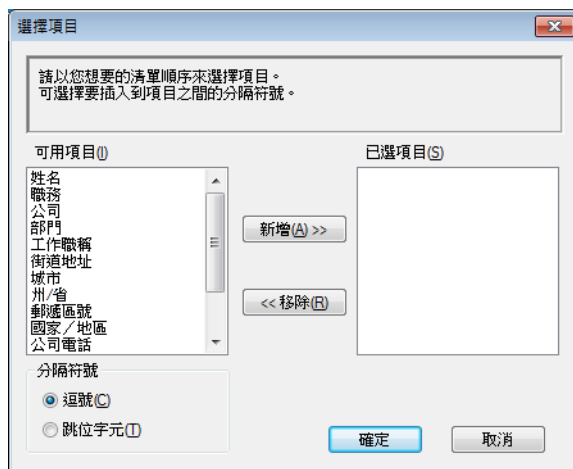 選擇項目
請以您想要的清單順序來選擇項目。
可選擇要插入到項目之間的分隔符號。
可用項目(I)
已選項目(S)
姓名
職務
公司
部門
工作職稱
街道地址
城市
州/省
郵遞區號
國家／地區
公司電話
新增(A) >>
<< 移除(R)
分隔符號
逗號(C)
跳位字元(T)
確定
取消